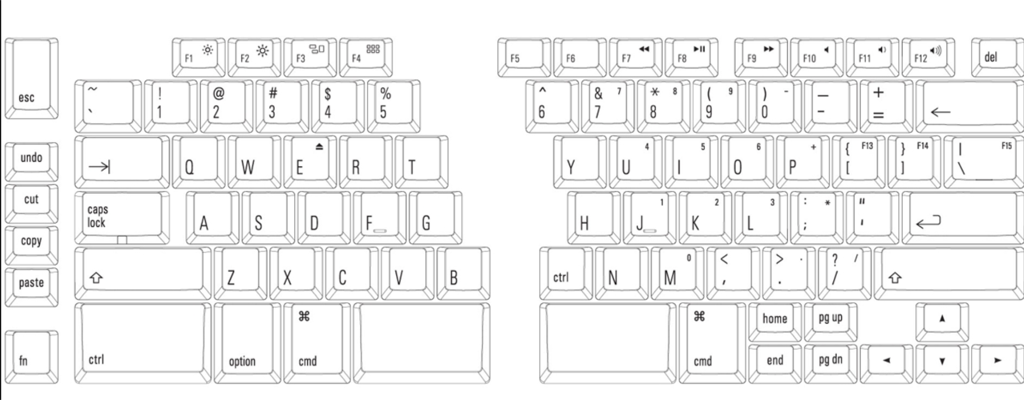 esc F1 F2 F3 F4 F5 F6 F7 ◀◀ F8 ▶❚❚ F9 ▶▶ F10 F11 F12 del
~ ` ! 1 @ 2 # 3 $ 4 % 5 ^ 6 & 7 7 * 8 8 ( 9 9 ) 0 - — - + = ←
undo →| Q W E ⏏ R T Y U 4 I 5 O 6 P + { [ F13 } ] F14 | \ F15
cut caps
lock A S D F G H J 1 K 2 L 3 : ; * " '
copy
paste ⇧ Z X C V B ctrl N M 0 < , > . . ? / / ⇧
fn ctrl option ⌘ cmd ⌘ cmd home pg up ▲
end pg dn ◀ ▼ ▶